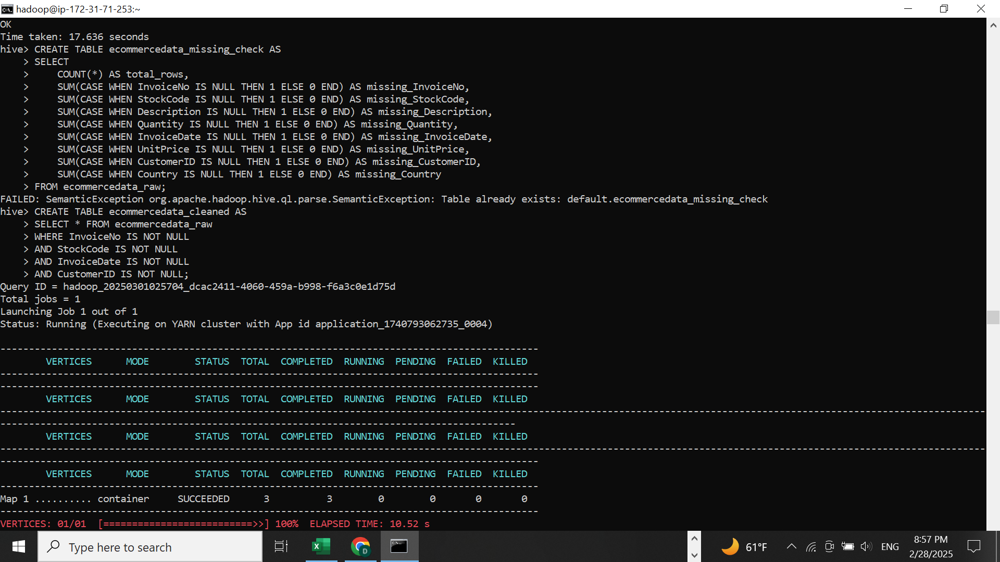 hadoop@ip-172-31-71-253:~
OK
Time taken: 17.636 seconds
hive> CREATE TABLE ecommercedata_missing_check AS
    > SELECT
    >     COUNT(*) AS total_rows,
    >     SUM(CASE WHEN InvoiceNo IS NULL THEN 1 ELSE 0 END) AS missing_InvoiceNo,
    >     SUM(CASE WHEN StockCode IS NULL THEN 1 ELSE 0 END) AS missing_StockCode,
    >     SUM(CASE WHEN Description IS NULL THEN 1 ELSE 0 END) AS missing_Description,
    >     SUM(CASE WHEN Quantity IS NULL THEN 1 ELSE 0 END) AS missing_Quantity,
    >     SUM(CASE WHEN InvoiceDate IS NULL THEN 1 ELSE 0 END) AS missing_InvoiceDate,
    >     SUM(CASE WHEN UnitPrice IS NULL THEN 1 ELSE 0 END) AS missing_UnitPrice,
    >     SUM(CASE WHEN CustomerID IS NULL THEN 1 ELSE 0 END) AS missing_CustomerID,
    >     SUM(CASE WHEN Country IS NULL THEN 1 ELSE 0 END) AS missing_Country
    > FROM ecommercedata_raw;
FAILED: SemanticException org.apache.hadoop.hive.ql.parse.SemanticException: Table already exists: default.ecommercedata_missing_check
hive> CREATE TABLE ecommercedata_cleaned AS
    > SELECT * FROM ecommercedata_raw
    > WHERE InvoiceNo IS NOT NULL
    > AND StockCode IS NOT NULL
    > AND InvoiceDate IS NOT NULL
    > AND CustomerID IS NOT NULL;
Query ID = hadoop_20250301025704_dcac2411-4060-459a-b998-f6a3c0e1d75d
Total jobs = 1
Launching Job 1 out of 1
Status: Running (Executing on YARN cluster with App id application_1740793062735_0004)
----------------------------------------------------------------------------------------------
        VERTICES      MODE        STATUS  TOTAL  COMPLETED  RUNNING  PENDING  FAILED  KILLED
----------------------------------------------------------------------------------------------
----------------------------------------------------------------------------------------------
        VERTICES      MODE        STATUS  TOTAL  COMPLETED  RUNNING  PENDING  FAILED  KILLED
----------------------------------------------------------------------------------------------------------------------------------------------------------------------------
------------------------------------------------------------------------------------------
        VERTICES      MODE        STATUS  TOTAL  COMPLETED  RUNNING  PENDING  FAILED  KILLED
----------------------------------------------------------------------------------------------------------------------------------------------------------------------------
----------------------------------------------------------------------------------------------
        VERTICES      MODE        STATUS  TOTAL  COMPLETED  RUNNING  PENDING  FAILED  KILLED
----------------------------------------------------------------------------------------------
Map 1 .......... container     SUCCEEDED      3          3        0        0       0       0
----------------------------------------------------------------------------------------------
VERTICES: 01/01  [==========================>>] 100%  ELAPSED TIME: 10.52 s
Type here to search
61°F
ENG
8:57 PM
2/28/2025